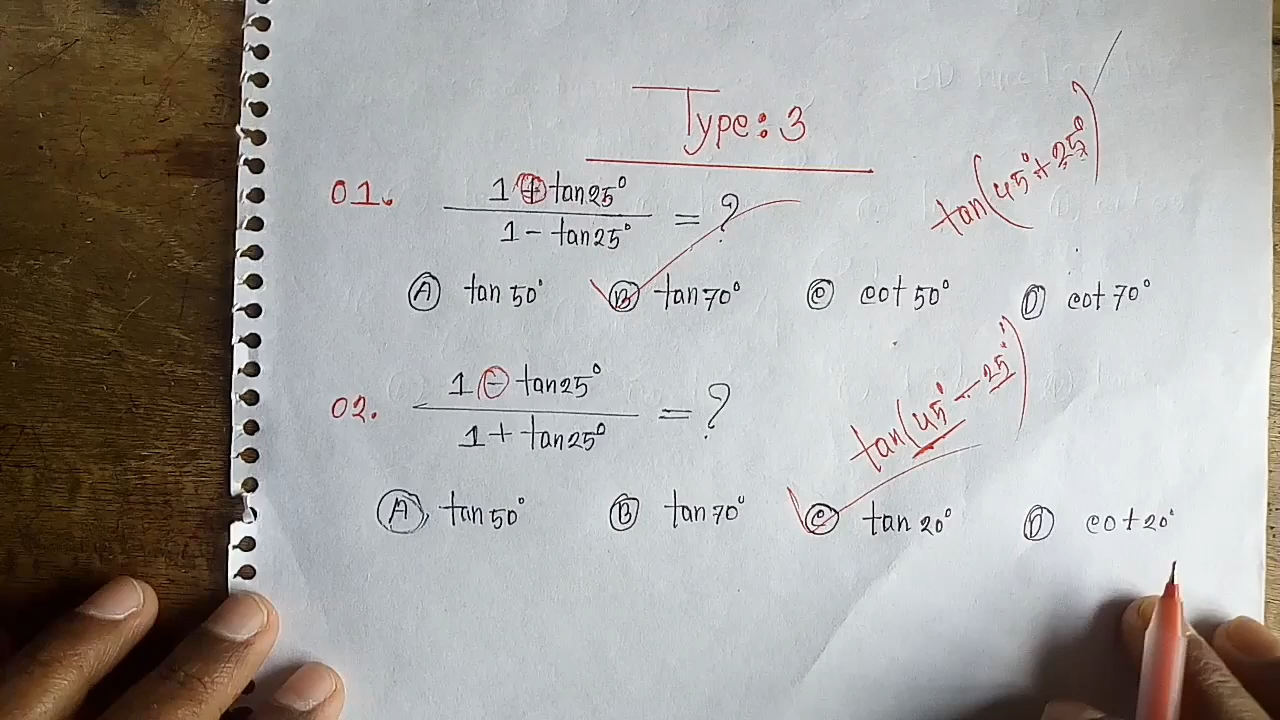 Type: 3
tan(45° + 25°)
01. 1 + tan25°
1 - tan25° = ?
Ⓐ tan 50° Ⓑ tan 70° Ⓒ cot 50° Ⓓ cot 70°
02. 1 - tan25°
1 + tan25° = ?
tan(45° - 25°)
Ⓐ tan 50° Ⓑ tan 70° Ⓒ tan 20° Ⓓ cot 20°